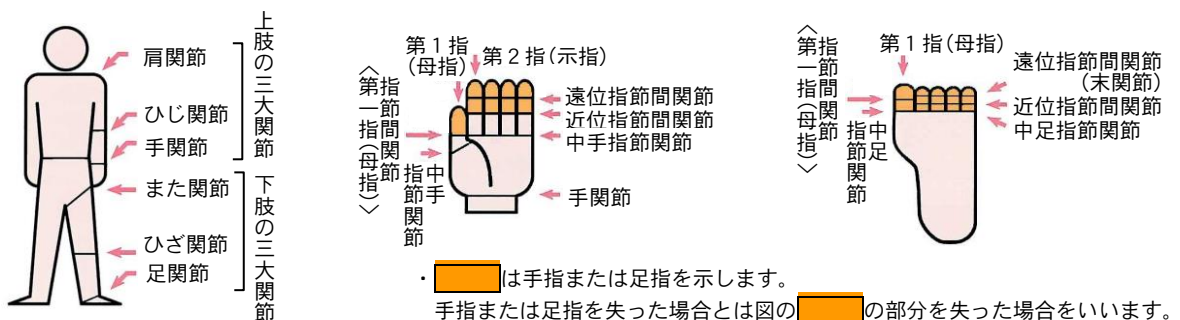 肩関節
ひじ関節
手関節
上肢の三大関節
また関節
ひざ関節
足関節
下肢の三大関節
第1指
(母指)
第2指(示指)
〈第一指(母指)〉
指節間関節
中手
指節関節
遠位指節間関節
近位指節間関節
中手指節関節
手関節
〈第一指(母指)〉
指節間関節
中足
指節関節
第1指(母指)
遠位指節間関節
(末関節)
近位指節間関節
中足指節関節
・は手指または足指を示します。
手指または足指を失った場合とは図のの部分を失った場合をいいます。